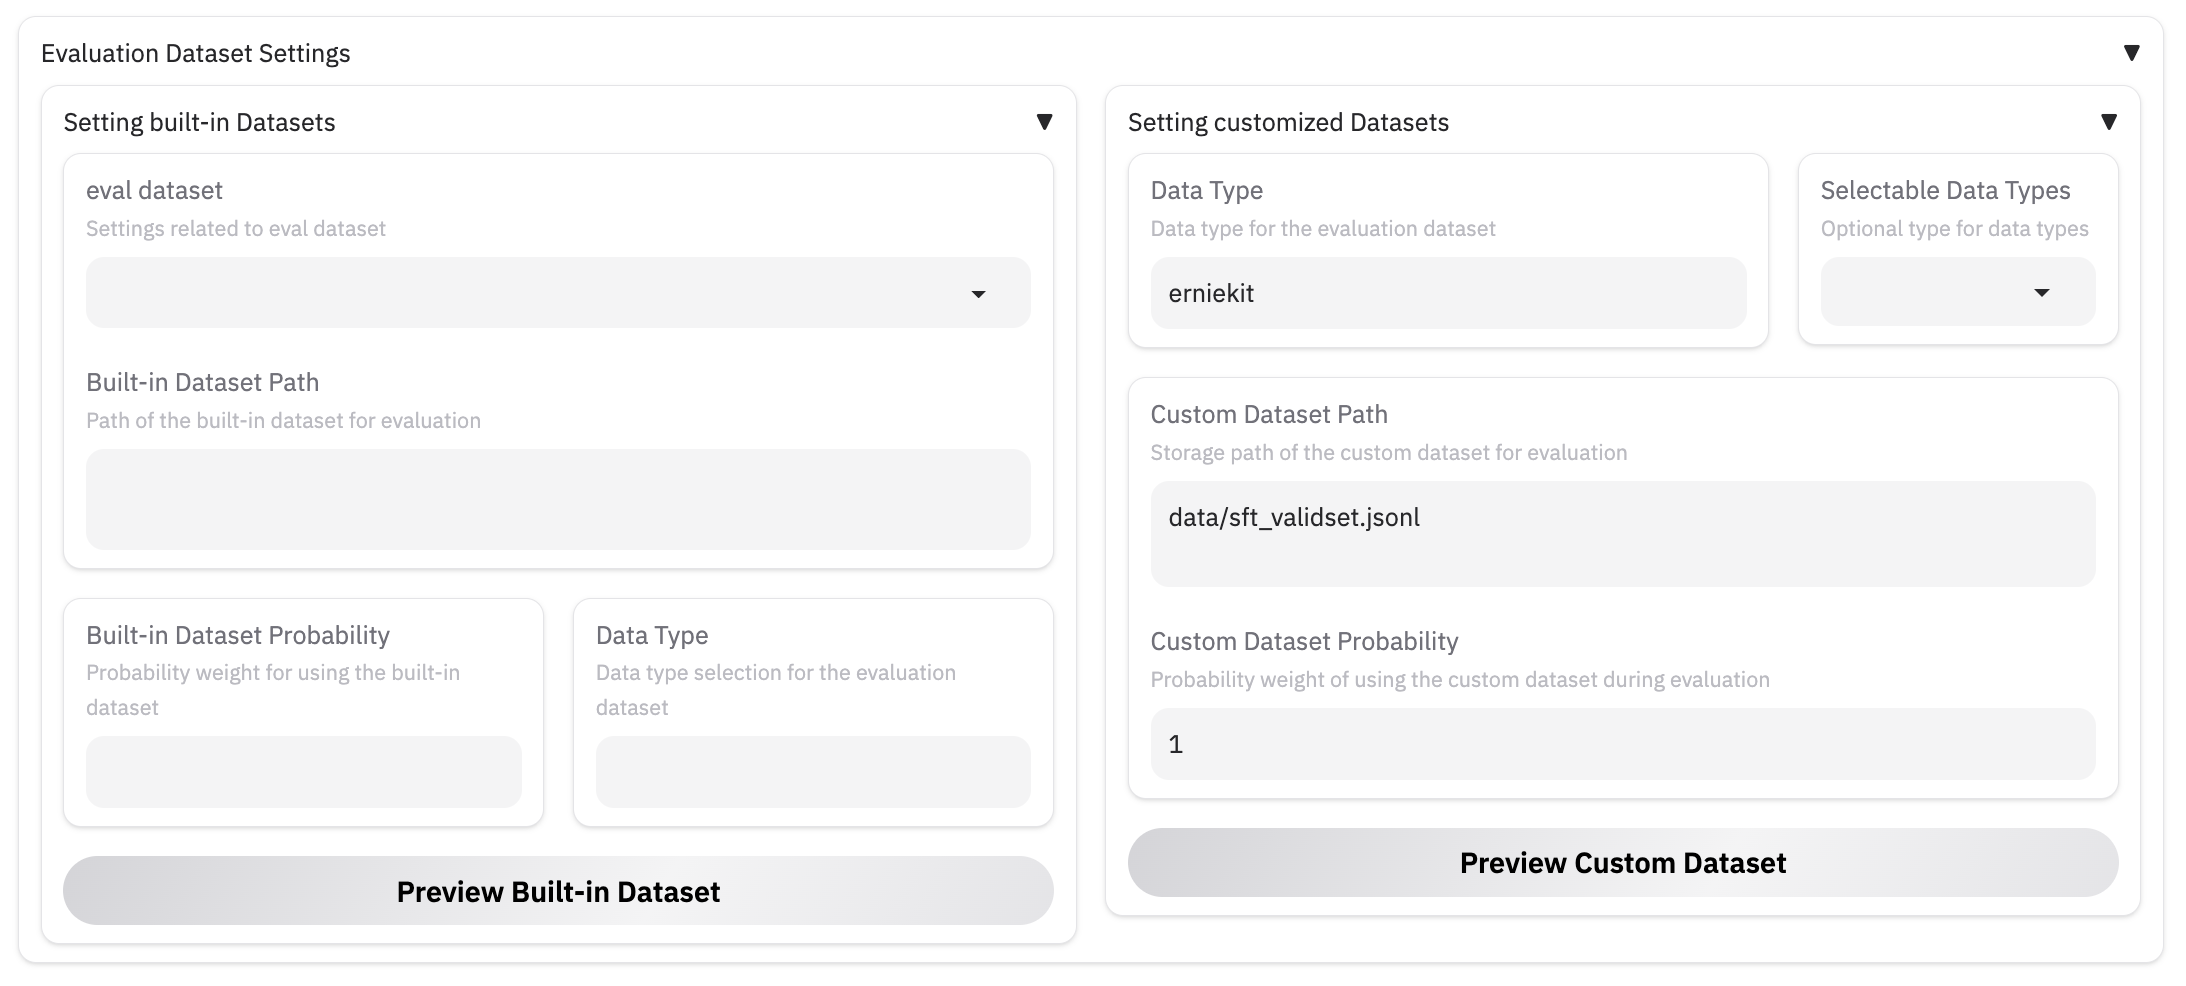 Evaluation Dataset Settings
Setting built-in Datasets
eval dataset
Settings related to eval dataset
Built-in Dataset Path
Path of the built-in dataset for evaluation
Built-in Dataset Probability
Probability weight for using the built-in
dataset
Data Type
Data type selection for the evaluation
dataset
Preview Built-in Dataset
Setting customized Datasets
Data Type
Data type for the evaluation dataset
erniekit
Selectable Data Types
Optional type for data types
Custom Dataset Path
Storage path of the custom dataset for evaluation
data/sft_validset.jsonl
Custom Dataset Probability
Probability weight of using the custom dataset during evaluation
1
Preview Custom Dataset